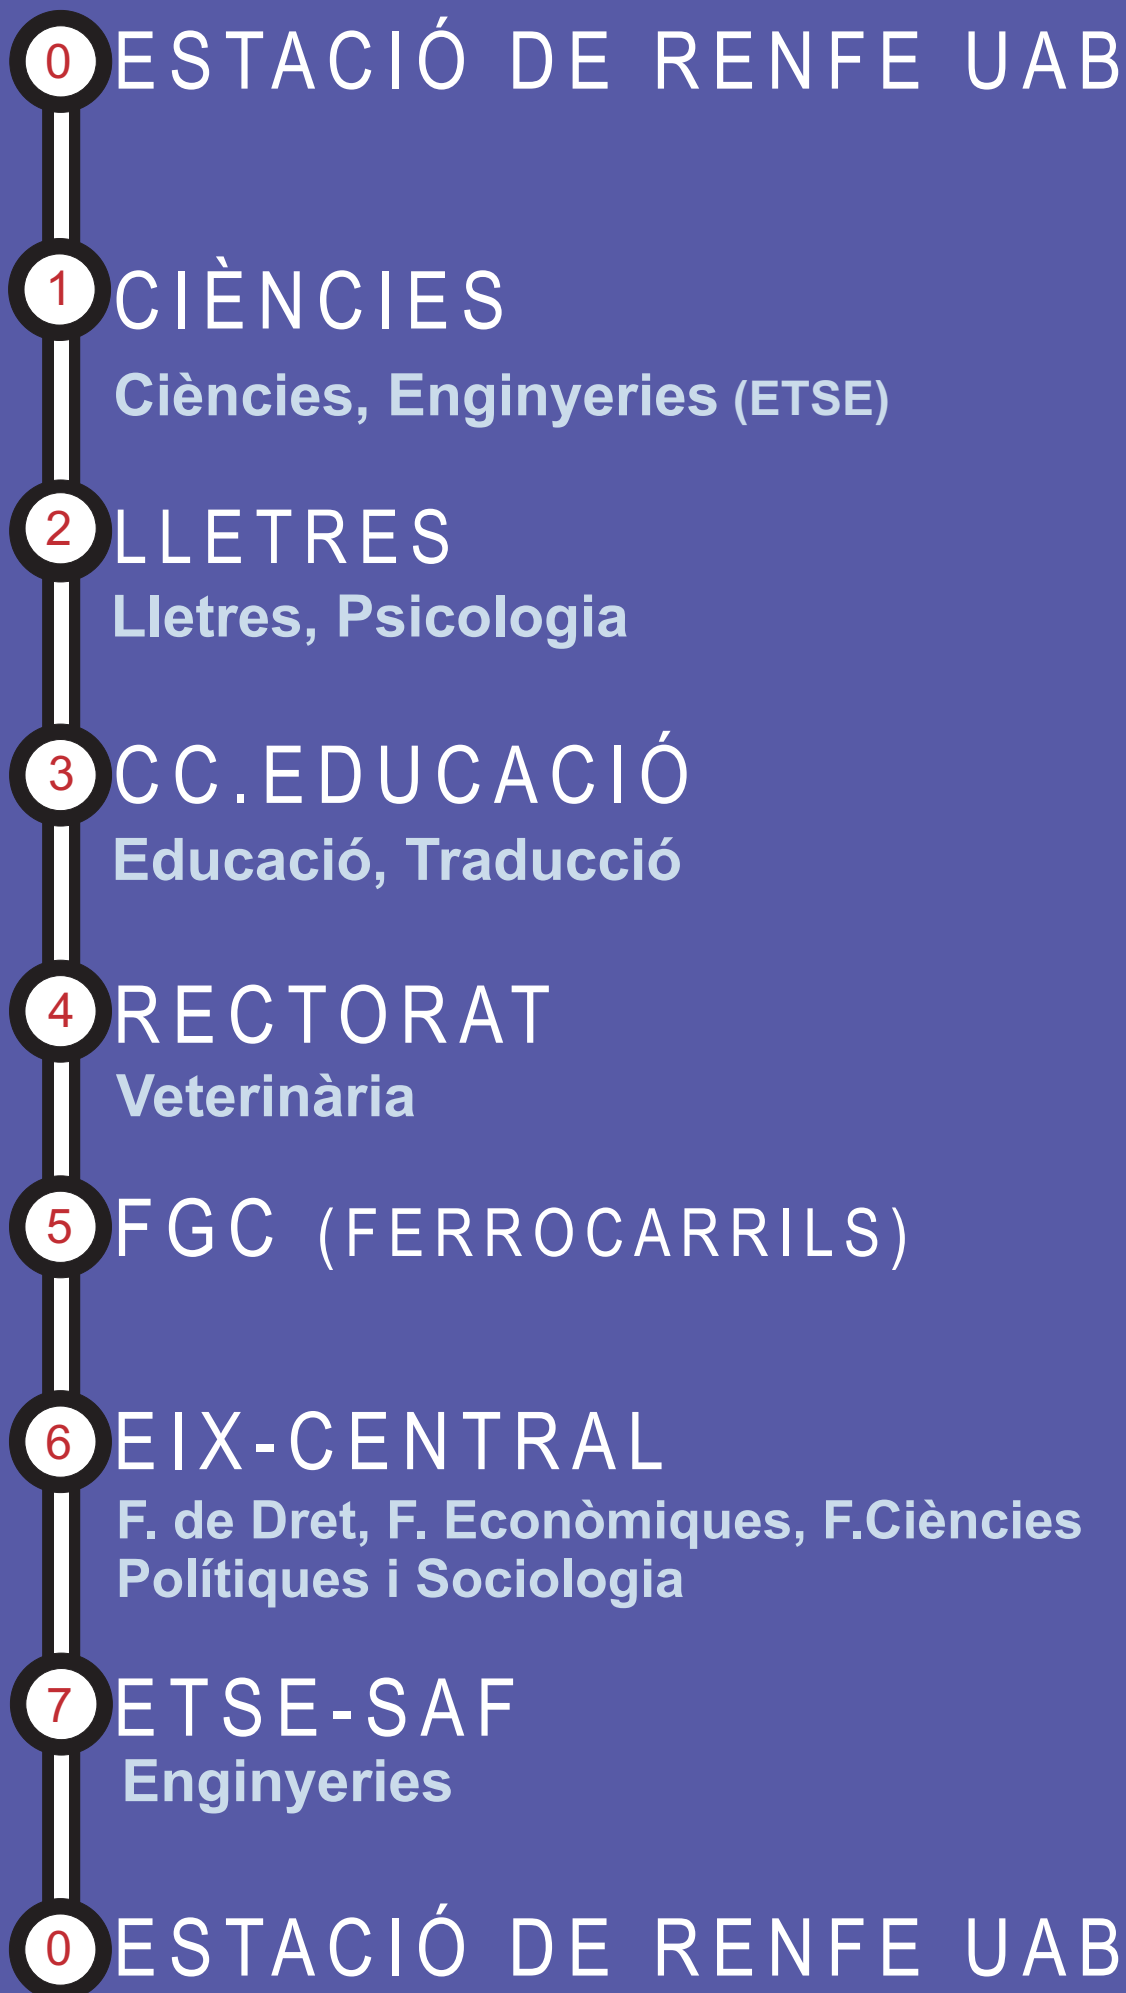 0 ESTACIÓ DE RENFE UAB
1 CIÈNCIES
Ciències, Enginyeries (ETSE)
2 LLETRES
Lletres, Psicologia
3 CC.EDUCACIÓ
Educació, Traducció
4 RECTORAT
Veterinària
5 FGC (FERROCARRILS)
6 EIX-CENTRAL
F. de Dret, F. Econòmiques, F.Ciències
Polítiques i Sociologia
7 ETSE-SAF
Enginyeries
0 ESTACIÓ DE RENFE UAB